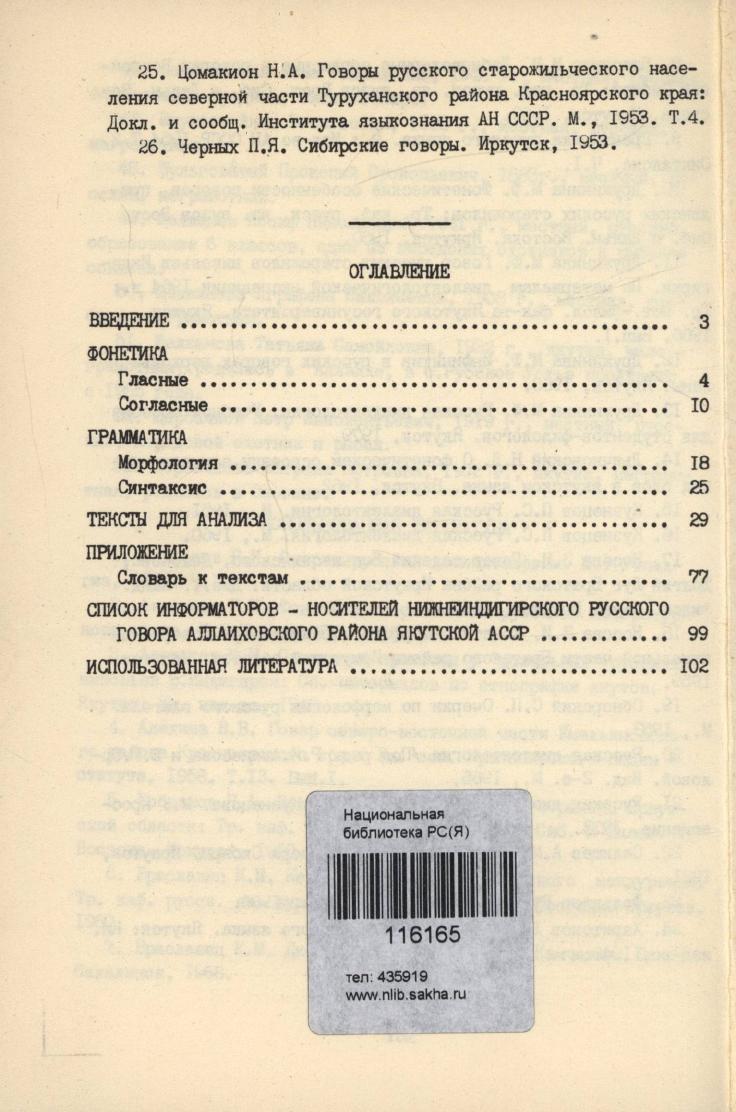 25. Цомакион Н.А. Говоры русского старожильческого насе-
ления северной части Туруханского района Красноярского края:
Докл. и сообщ. Института языкознания АН СССР. М., 1953. Т.4.
26. Черных П.Я. Сибирские говоры. Иркутск, 1953.
ОГЛАВЛЕНИЕ
ВВЕДЕНИЕ ........ 3
ФОНЕТИКА
Гласные ........ 4
Согласные ........ 10
ГРАММАТИКА
Морфология ........ 18
Синтаксис ........ 25
ТЕКСТЫ ДЛЯ АНАЛИЗА ........ 29
ПРИЛОЖЕНИЕ
Словарь к текстам ........ 77
СПИСОК ИНФОРМАТОРОВ – НОСИТЕЛЕЙ НИЖНЕИНДИГИРСКОГО РУССКОГО
ГОВОРА АЛЛАИХОВСКОГО РАЙОНА ЯКУТСКОЙ АССР ........ 99
ИСПОЛЬЗОВАННАЯ ЛИТЕРАТУРА ........ 102
Национальная
библиотека РС(Я)
116165
тел: 435919
www.nlib.sakha.ru